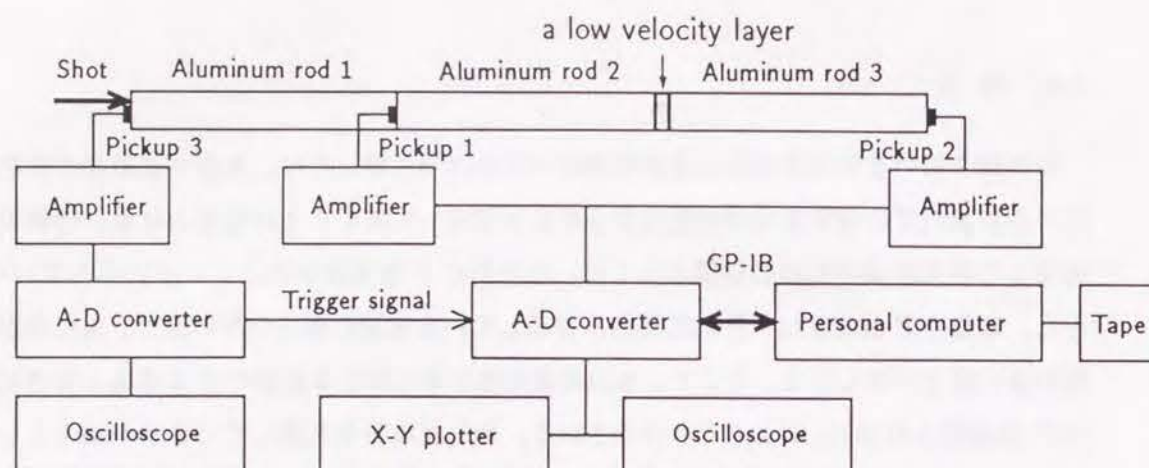 a low velocity layer
Shot
Aluminum rod 1
Aluminum rod 2
Aluminum rod 3
Pickup 3
Pickup 1
Pickup 2
Amplifier
Amplifier
Amplifier
GP-IB
Trigger signal
A-D converter
A-D converter
Personal computer
Tape
Oscilloscope
X-Y plotter
Oscilloscope